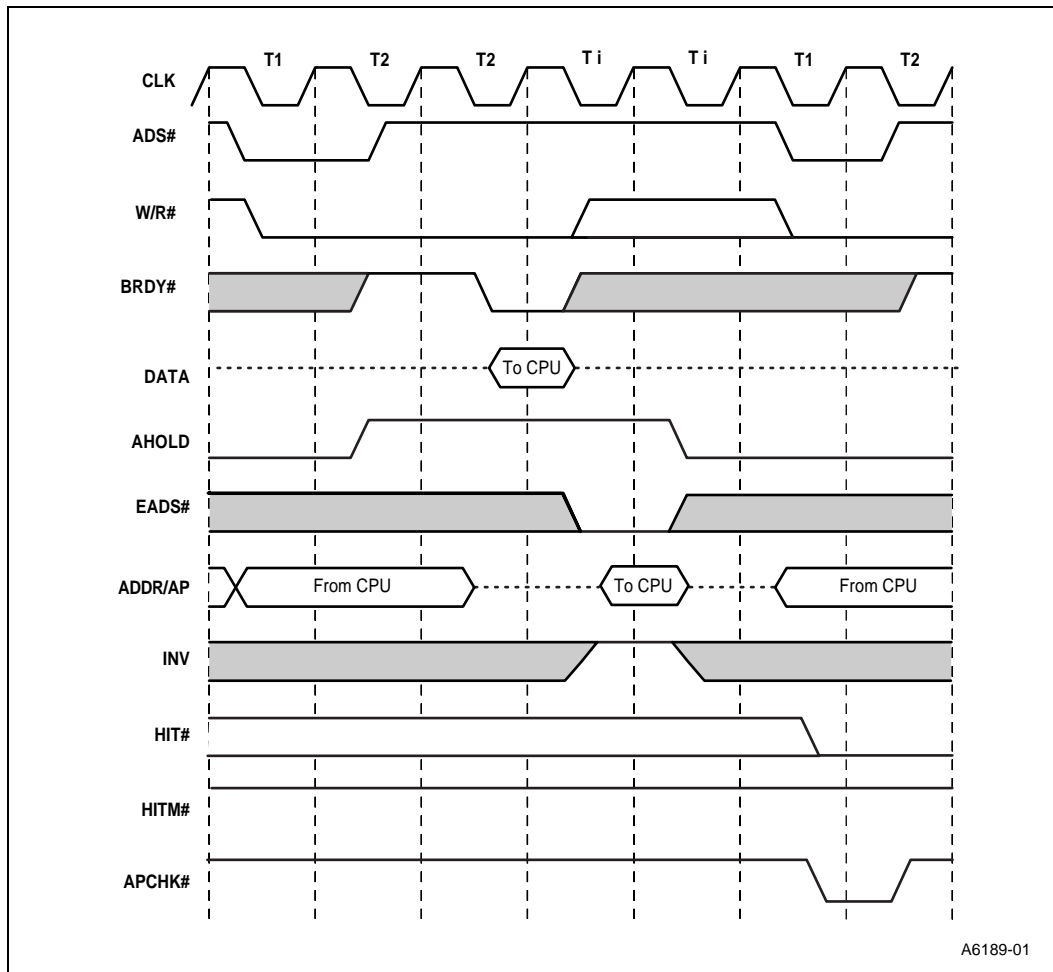 T1 T2 T2 T i T i T1 T2
CLK
ADS#
W/R#
BRDY#
DATA To CPU
AHOLD
EADS#
ADDR/AP From CPU To CPU From CPU
INV
HIT#
HITM#
APCHK#
A6189-01